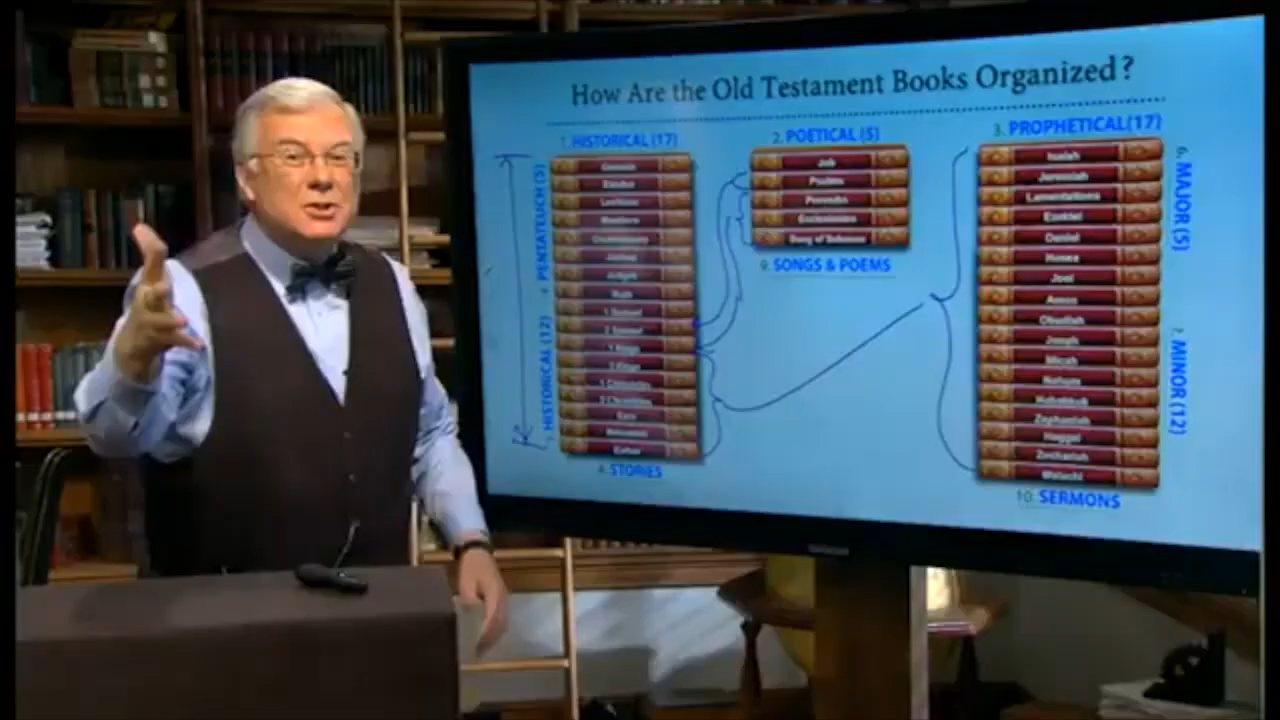 How Are the Old Testament Books Organized?
1. HISTORICAL (17)
4. PENTATEUCH (5)
5. HISTORICAL (12)
Genesis
Exodus
Leviticus
Numbers
Deuteronomy
Joshua
Judges
Ruth
1 Samuel
2 Samuel
1 Kings
2 Kings
1 Chronicles
2 Chronicles
Ezra
Nehemiah
Esther
8. STORIES
2. POETICAL (5)
Job
Psalms
Proverbs
Ecclesiastes
Song of Solomon
9. SONGS & POEMS
3. PROPHETICAL (17)
Isaiah
Jeremiah
Lamentations
Ezekiel
Daniel
Hosea
Joel
Amos
Obadiah
Micah
Nahum
Habakkuk
Zephaniah
Haggai
Zechariah
Malachi
6. MAJOR (5)
7. MINOR (12)
10. SERMONS